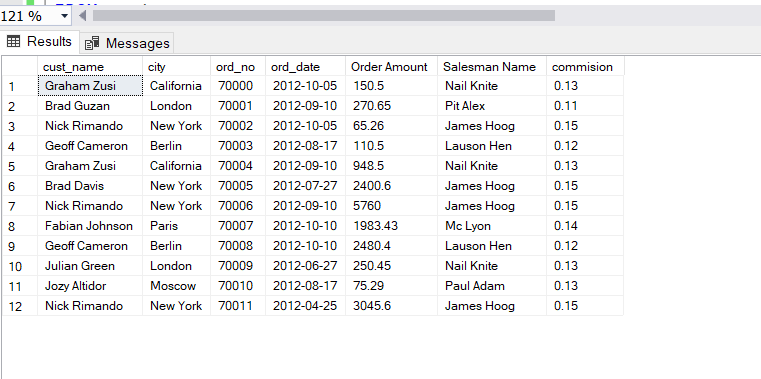 121 %
Results Messages
cust_name city ord_no ord_date Order Amount Salesman Name commision
1 Graham Zusi California 70000 2012-10-05 150.5 Nail Knite 0.13
2 Brad Guzan London 70001 2012-09-10 270.65 Pit Alex 0.11
3 Nick Rimando New York 70002 2012-10-05 65.26 James Hoog 0.15
4 Geoff Cameron Berlin 70003 2012-08-17 110.5 Lauson Hen 0.12
5 Graham Zusi California 70004 2012-09-10 948.5 Nail Knite 0.13
6 Brad Davis New York 70005 2012-07-27 2400.6 James Hoog 0.15
7 Nick Rimando New York 70006 2012-09-10 5760 James Hoog 0.15
8 Fabian Johnson Paris 70007 2012-10-10 1983.43 Mc Lyon 0.14
9 Geoff Cameron Berlin 70008 2012-10-10 2480.4 Lauson Hen 0.12
10 Julian Green London 70009 2012-06-27 250.45 Nail Knite 0.13
11 Jozy Altidor Moscow 70010 2012-08-17 75.29 Paul Adam 0.13
12 Nick Rimando New York 70011 2012-04-25 3045.6 James Hoog 0.15